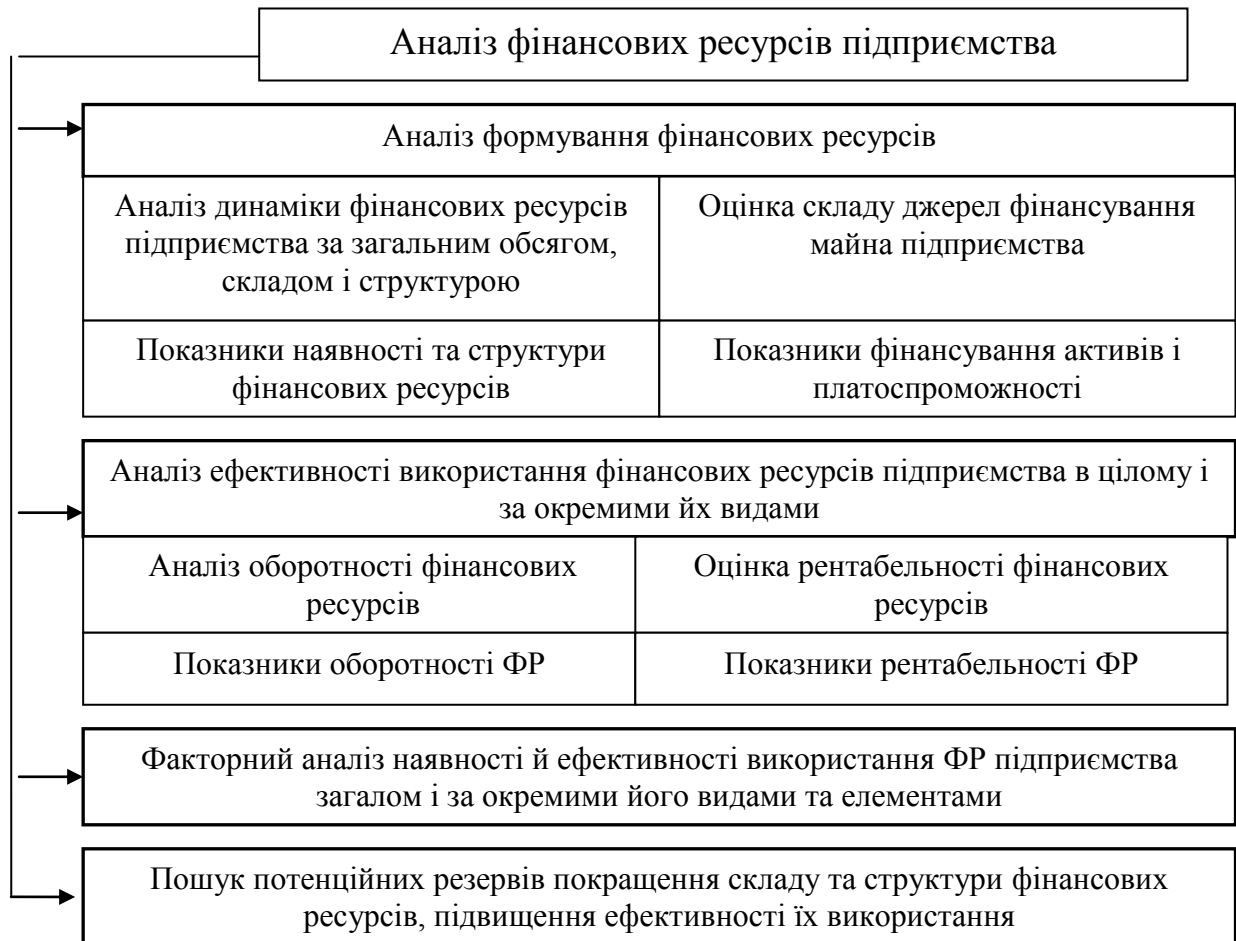 Аналіз фінансових ресурсів підприємства
Аналіз формування фінансових ресурсів
Аналіз динаміки фінансових ресурсів
підприємства за загальним обсягом,
складом і структурою
Оцінка складу джерел фінансування
майна підприємства
Показники наявності та структури
фінансових ресурсів
Показники фінансування активів і
платоспроможності
Аналіз ефективності використання фінансових ресурсів підприємства в цілому і
за окремими йх видами
Аналіз оборотності фінансових
ресурсів
Оцінка рентабельності фінансових
ресурсів
Показники оборотності ФР
Показники рентабельності ФР
Факторний аналіз наявності й ефективності використання ФР підприємства
загалом і за окремими його видами та елементами
Пошук потенційних резервів покращення складу та структури фінансових
ресурсів, підвищення ефективності їх використання